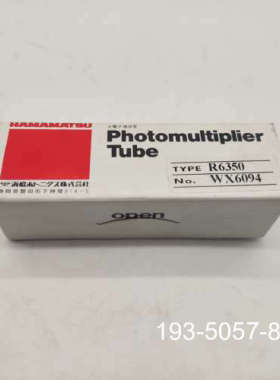 HAMAMATSU
Photomultiplier
Tube
TYPE R6350
No. WX6094
open
193-5057-8